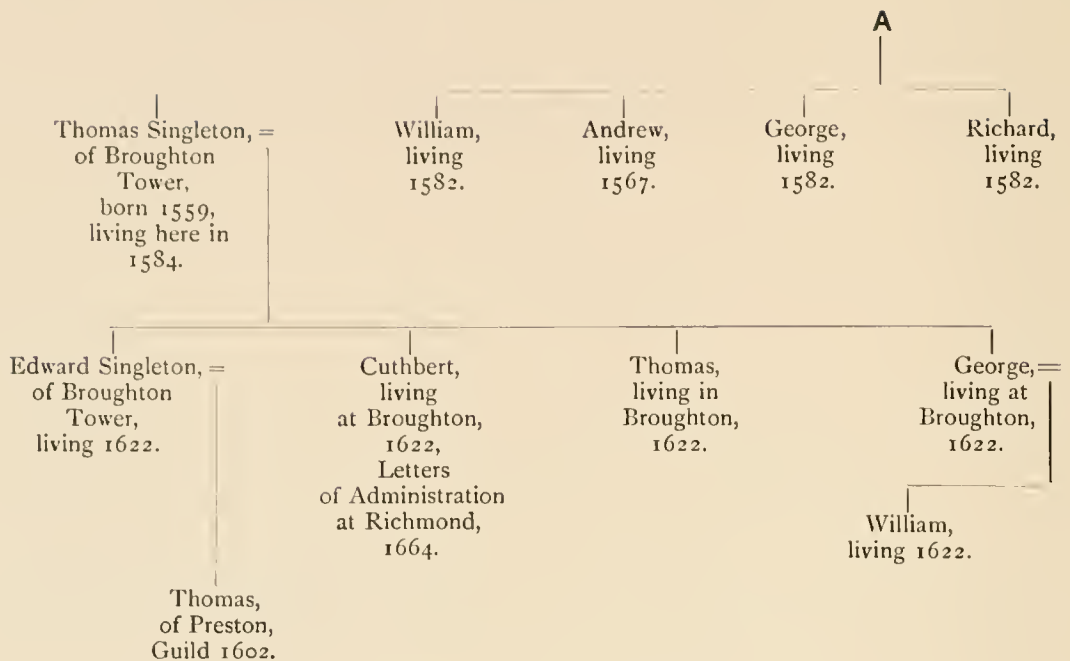 A
Thomas Singleton, =
of Broughton
Tower,
born 1559,
living here in
1584.
William,
living
1582.
Andrew,
living
1567.
George,
living
1582.
Richard,
living
1582.
Edward Singleton, =
of Broughton
Tower,
living 1622.
Cuthbert,
living
at Broughton,
1622,
Letters
of Administration
at Richmond,
1664.
Thomas,
living in
Broughton,
1622.
George, =
living at
Broughton,
1622.
William,
living 1622.
Thomas,
of Preston,
Guild 1602.